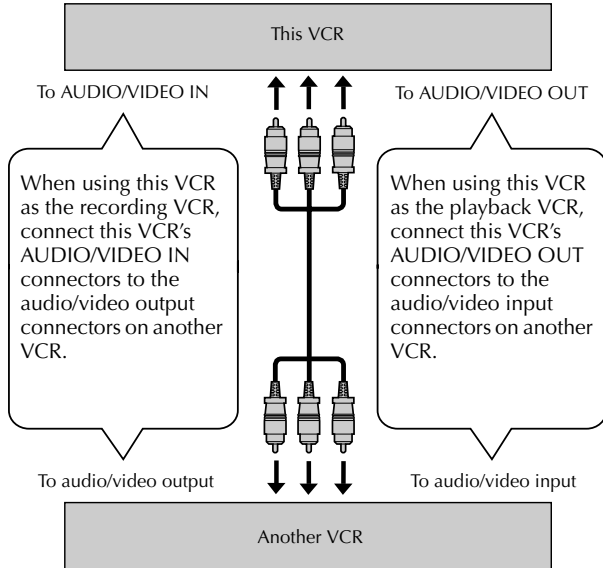 This VCR
To AUDIO/VIDEO IN
To AUDIO/VIDEO OUT
When using this VCR
as the recording VCR,
connect this VCR's
AUDIO/VIDEO IN
connectors to the
audio/video output
connectors on another
VCR.
When using this VCR
as the playback VCR,
connect this VCR's
AUDIO/VIDEO OUT
connectors to the
audio/video input
connectors on another
VCR.
To audio/video output
To audio/video input
Another VCR